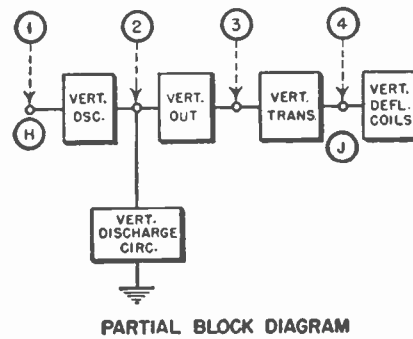 1
2
3
4
VERT.
OSC.
VERT.
OUT
VERT.
TRANS.
VERT.
DEFL.
COILS
H
J
VERT.
DISCHARGE
CIRC.
PARTIAL BLOCK DIAGRAM